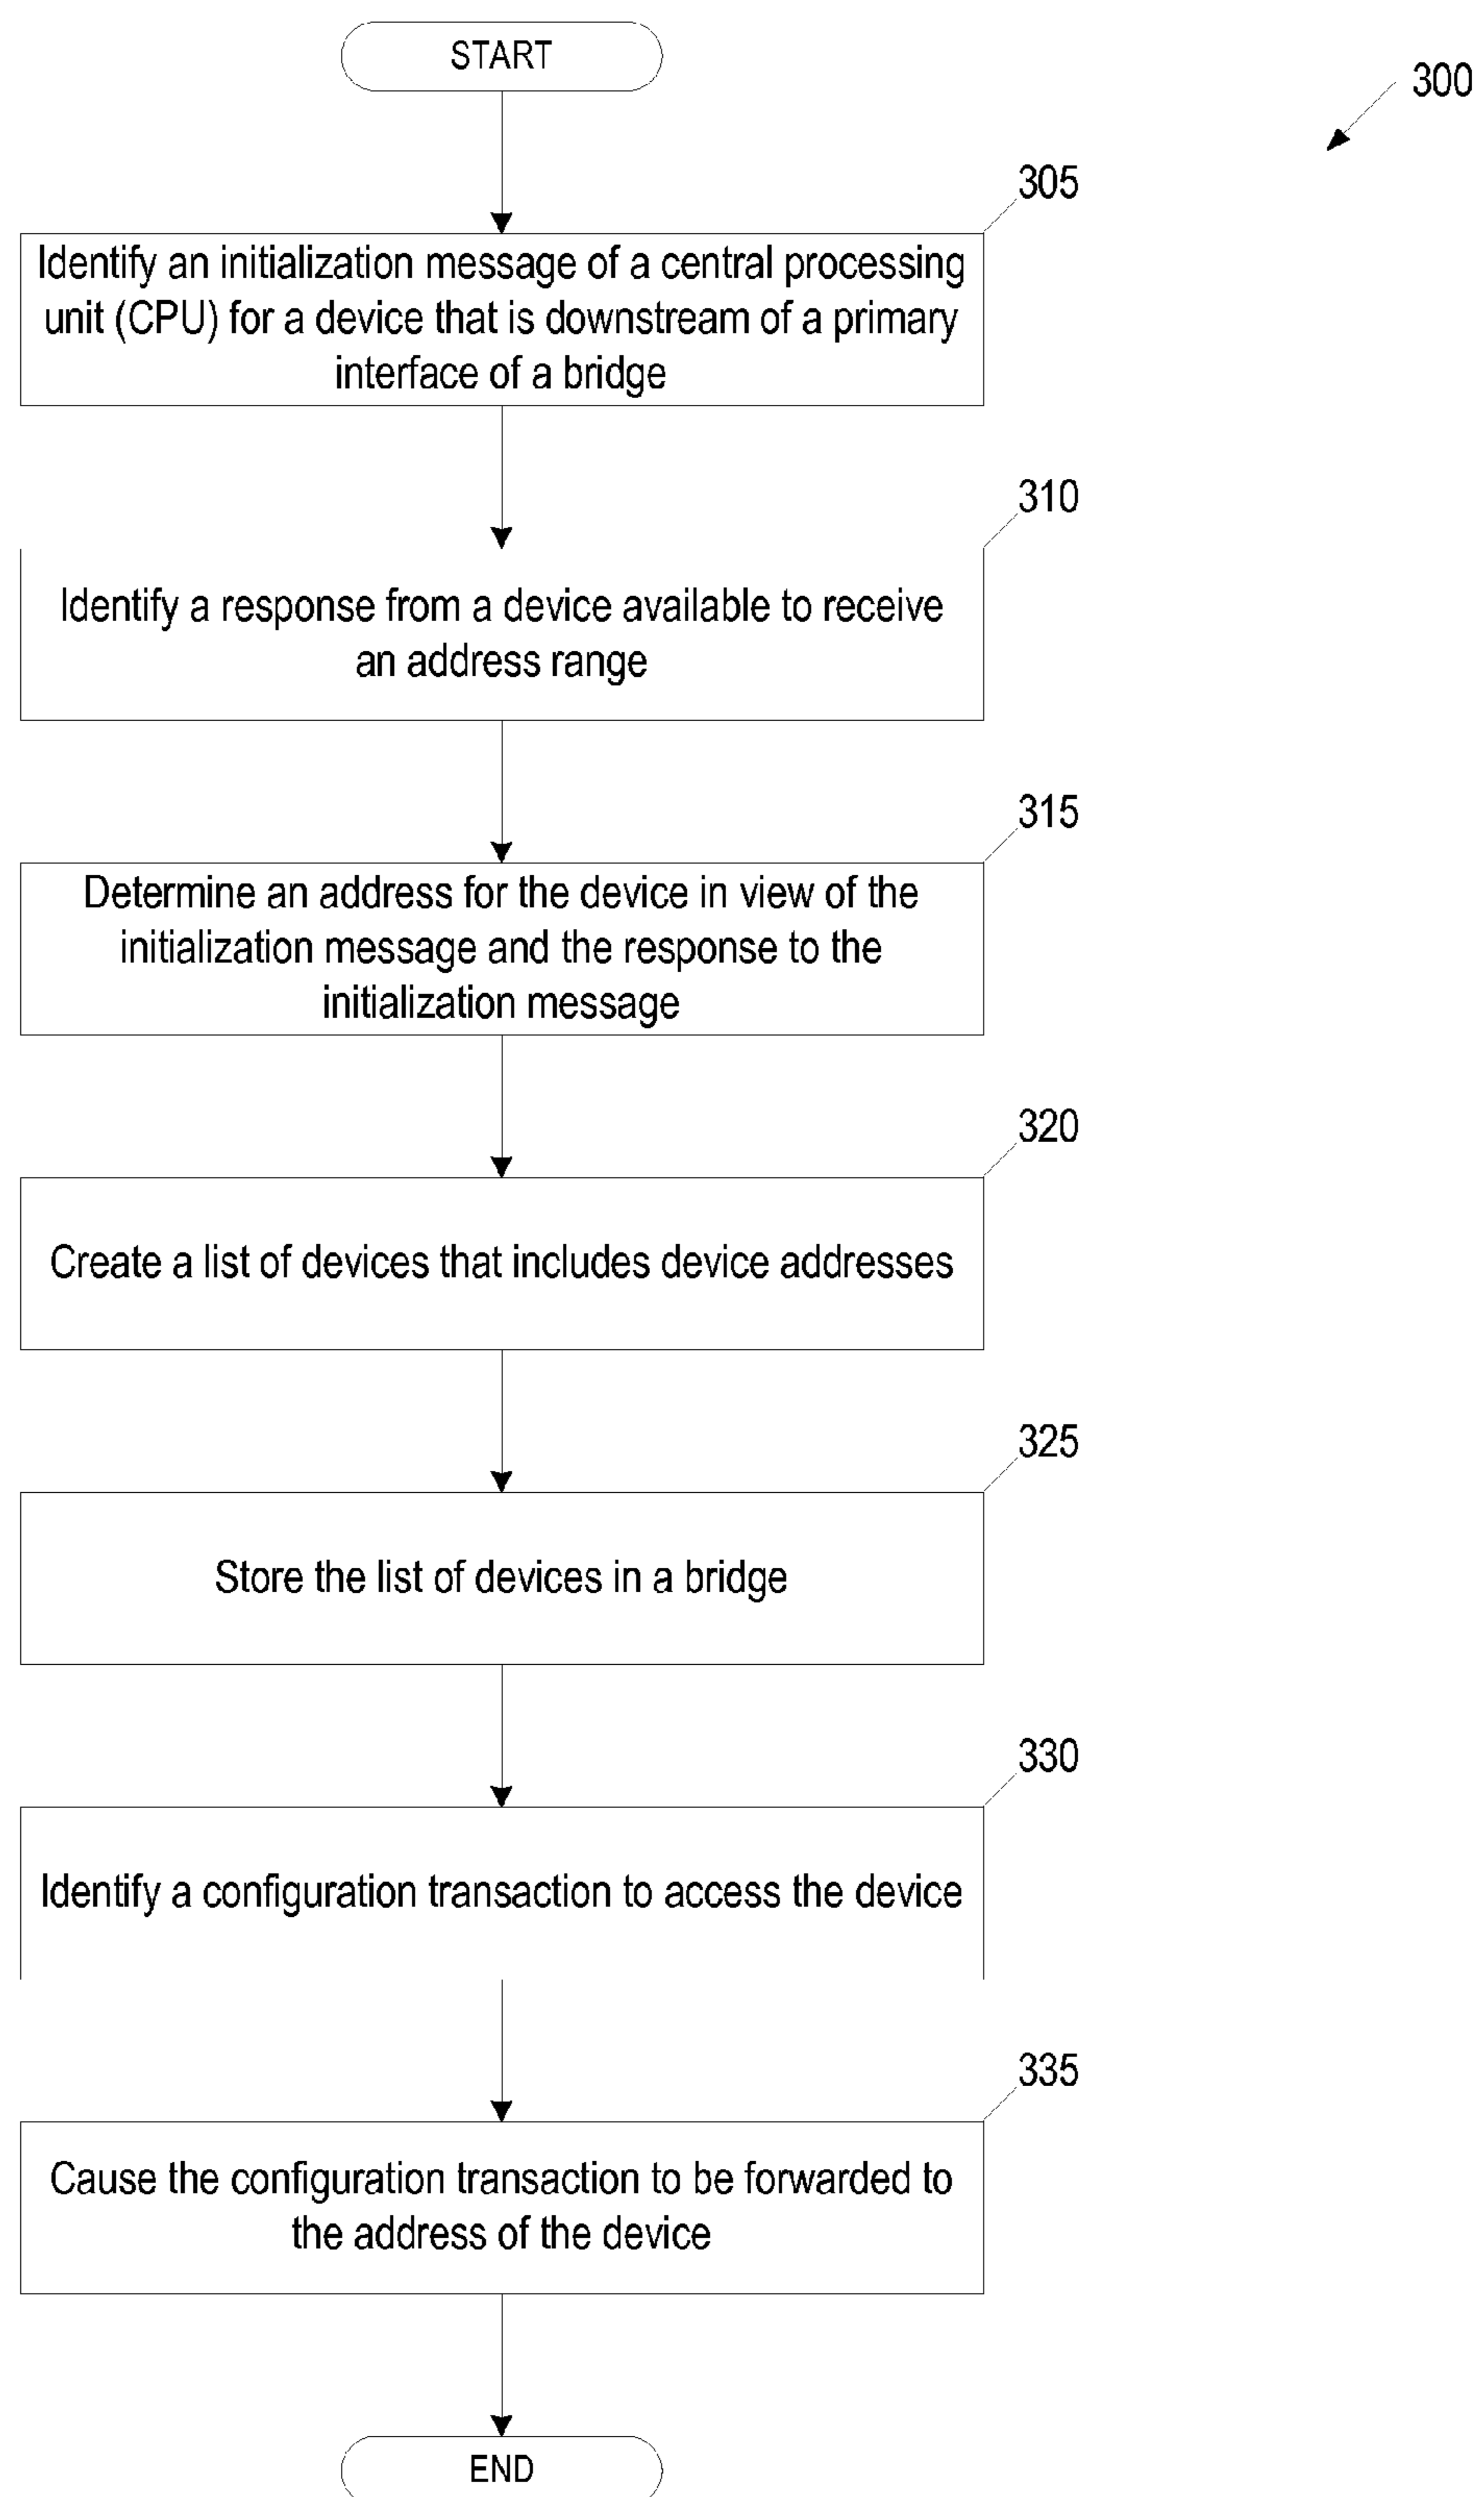 START
300
305
Identify an initialization message of a central processing
unit (CPU) for a device that is downstream of a primary
interface of a bridge
310
Identify a response from a device available to receive
an address range
315
Determine an address for the device in view of the
initialization message and the response to the
initialization message
320
Create a list of devices that includes device addresses
325
Store the list of devices in a bridge
330
Identify a configuration transaction to access the device
335
Cause the configuration transaction to be forwarded to
the address of the device
END